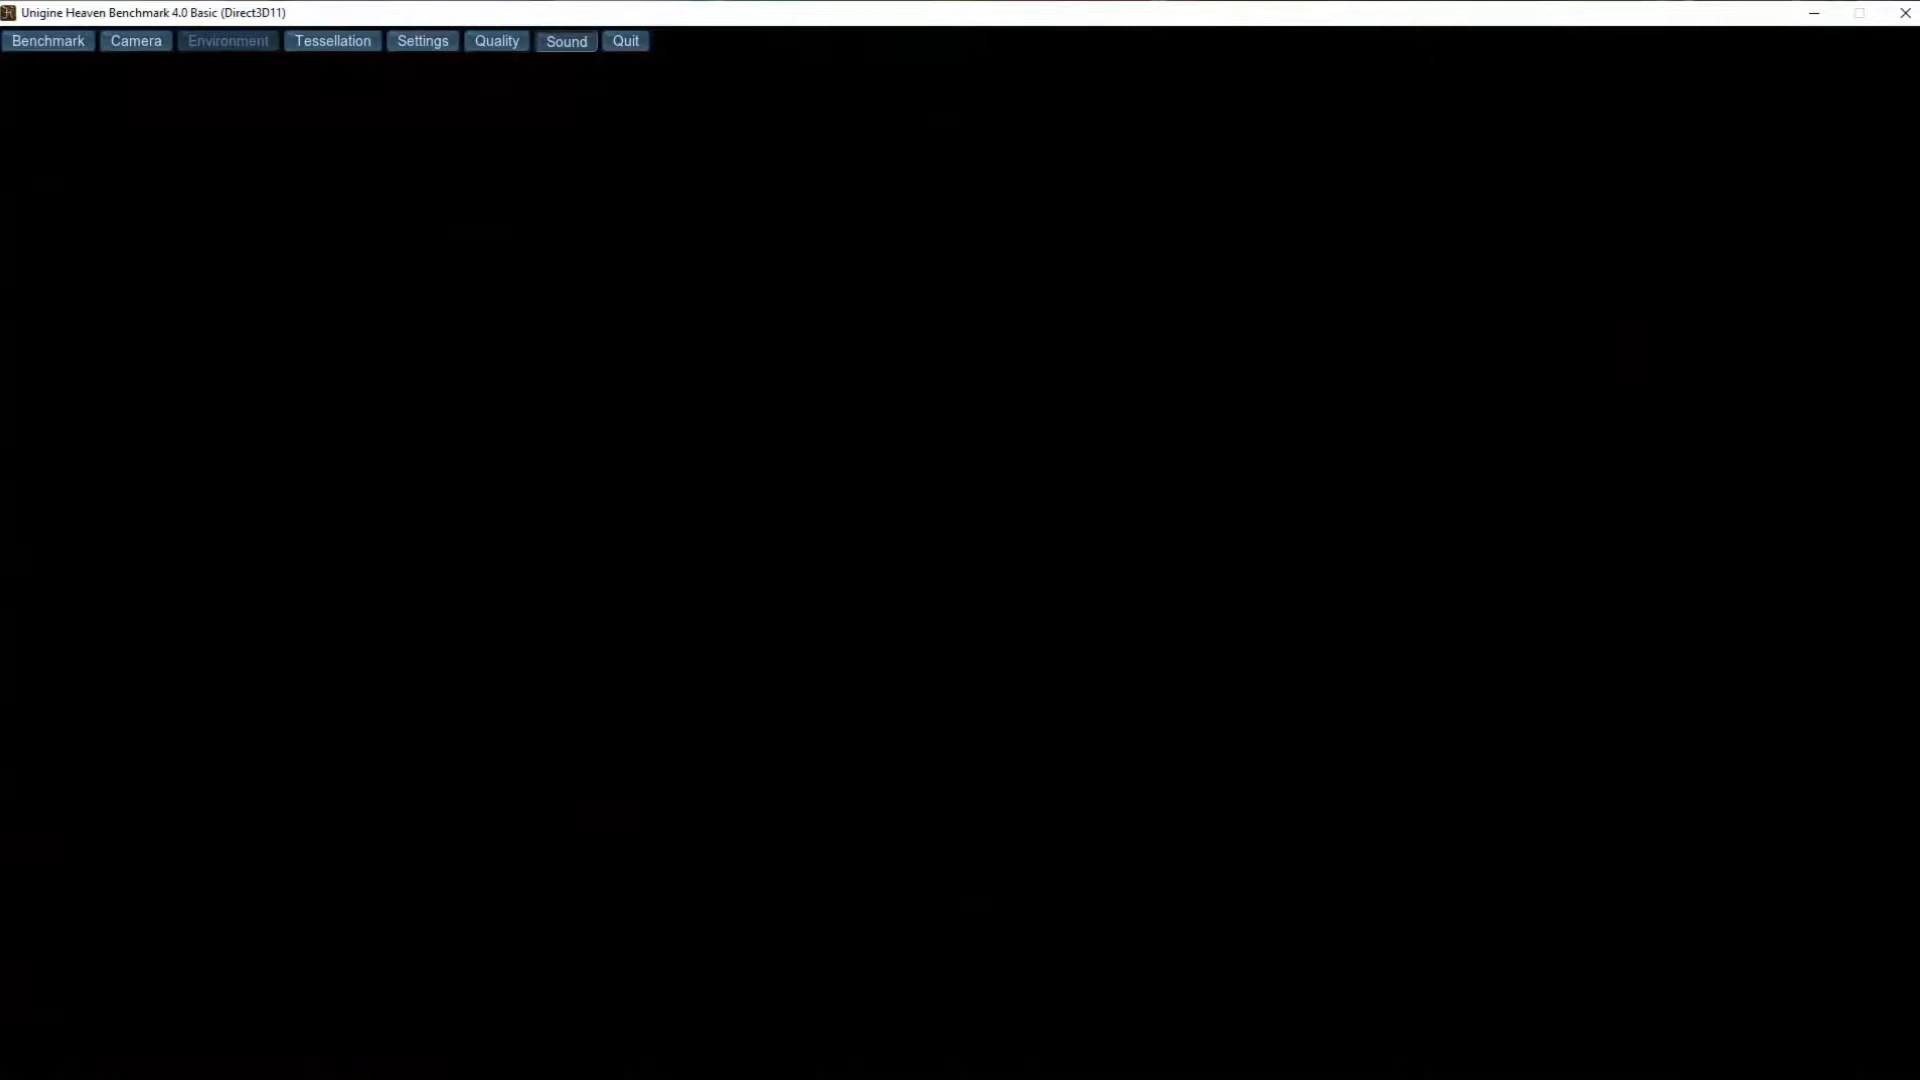 Unigine Heaven Benchmark 4.0 Basic (Direct3D11)
Benchmark Camera Environment Tessellation Settings Quality Sound Quit